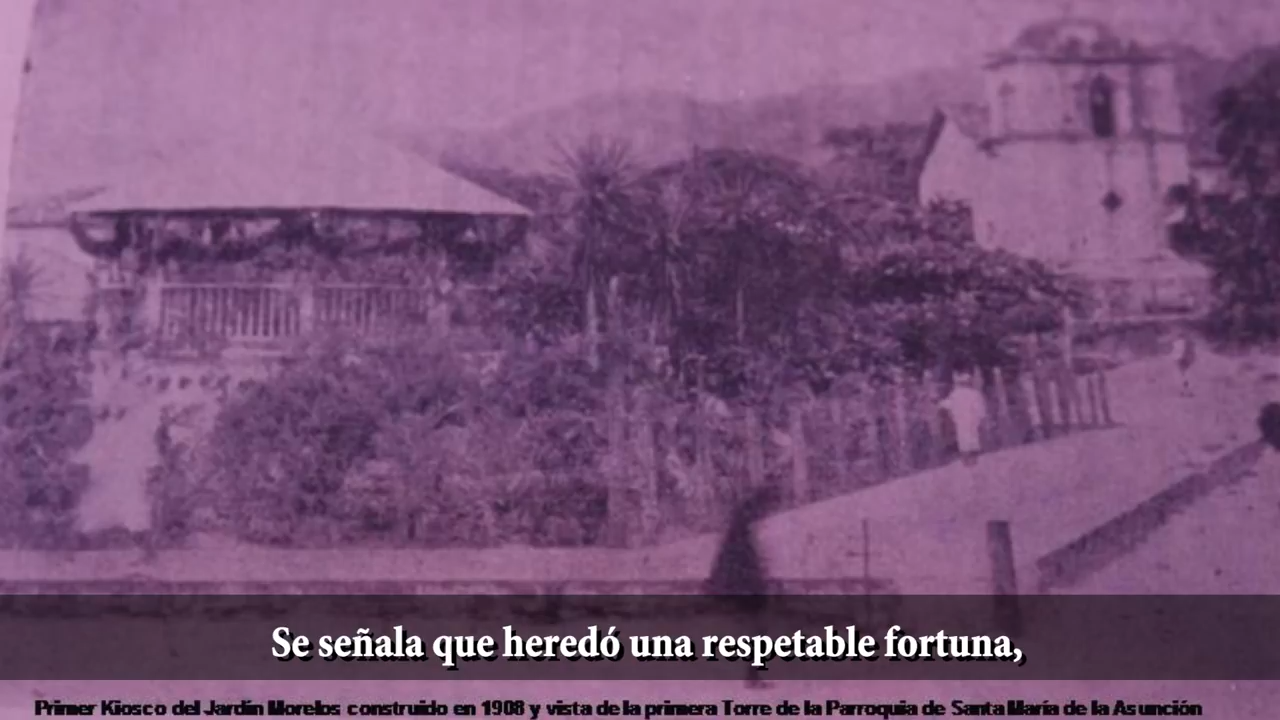 Se señala que heredó una respetable fortuna,
Primer Kiosco del Jardín Morelos construido en 1908 y vista de la primera Torre de la Parroquia de Santa María de la Asunción